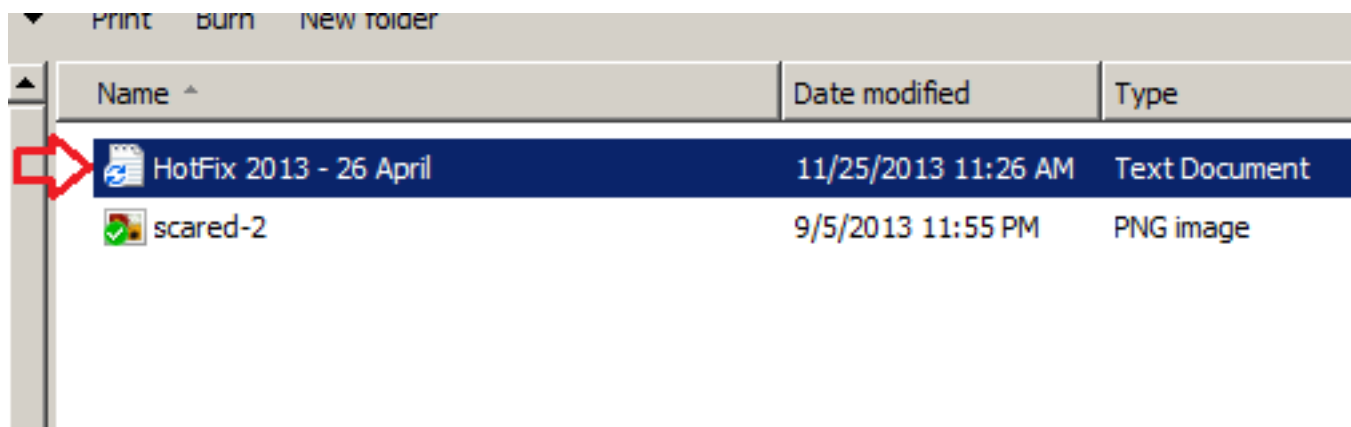 Print Burn New folder
Name Date modified Type
HotFix 2013 - 26 April 11/25/2013 11:26 AM Text Document
scared-2 9/5/2013 11:55 PM PNG image